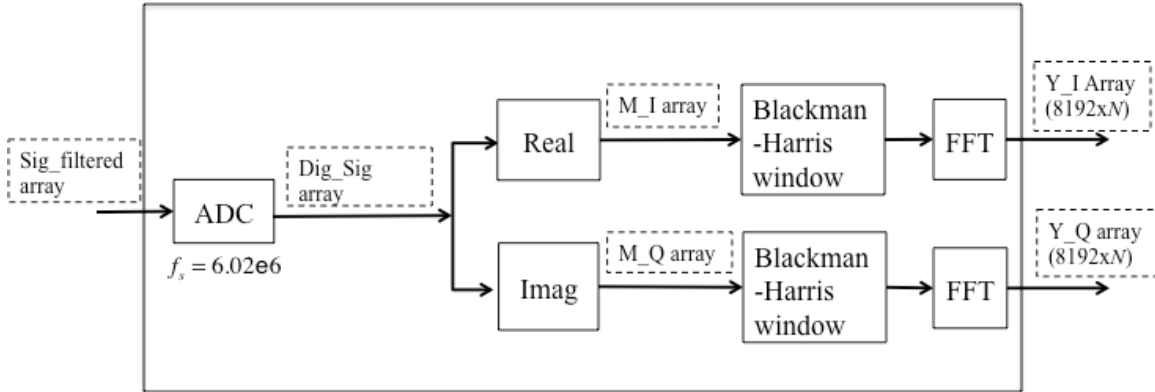 Sig_filtered
array
ADC
f_s = 6.02e6
Dig_Sig
array
Real
M_I array
Blackman
-Harris
window
FFT
Y_I Array
(8192xN)
Imag
M_Q array
Blackman
-Harris
window
FFT
Y_Q array
(8192xN)